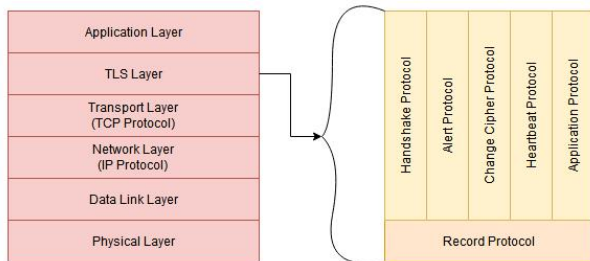 Application Layer
TLS Layer
Transport Layer
(TCP Protocol)
Network Layer
(IP Protocol)
Data Link Layer
Physical Layer
Handshake Protocol
Alert Protocol
Change Cipher Protocol
Heartbeat Protocol
Application Protocol
Record Protocol